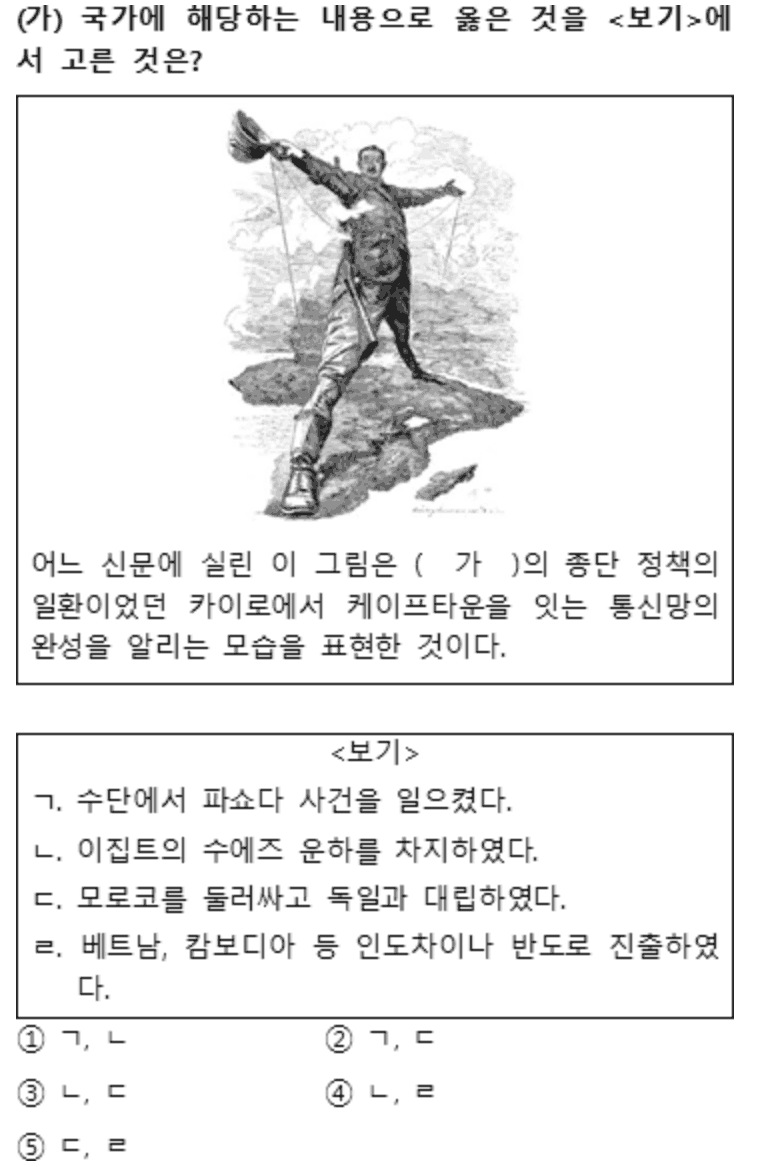 (가) 국가에 해당하는 내용으로 옳은 것을 <보기>에
서 고른 것은?
어느 신문에 실린 이 그림은 ( 가 )의 종단 정책의
일환이었던 카이로에서 케이프타운을 잇는 통신망의
완성을 알리는 모습을 표현한 것이다.
<보기>
ㄱ. 수단에서 파쇼다 사건을 일으켰다.
ㄴ. 이집트의 수에즈 운하를 차지하였다.
ㄷ. 모로코를 둘러싸고 독일과 대립하였다.
ㄹ. 베트남, 캄보디아 등 인도차이나 반도로 진출하였
다.
① ㄱ, ㄴ ② ㄱ, ㄷ
③ ㄴ, ㄷ ④ ㄴ, ㄹ
⑤ ㄷ, ㄹ